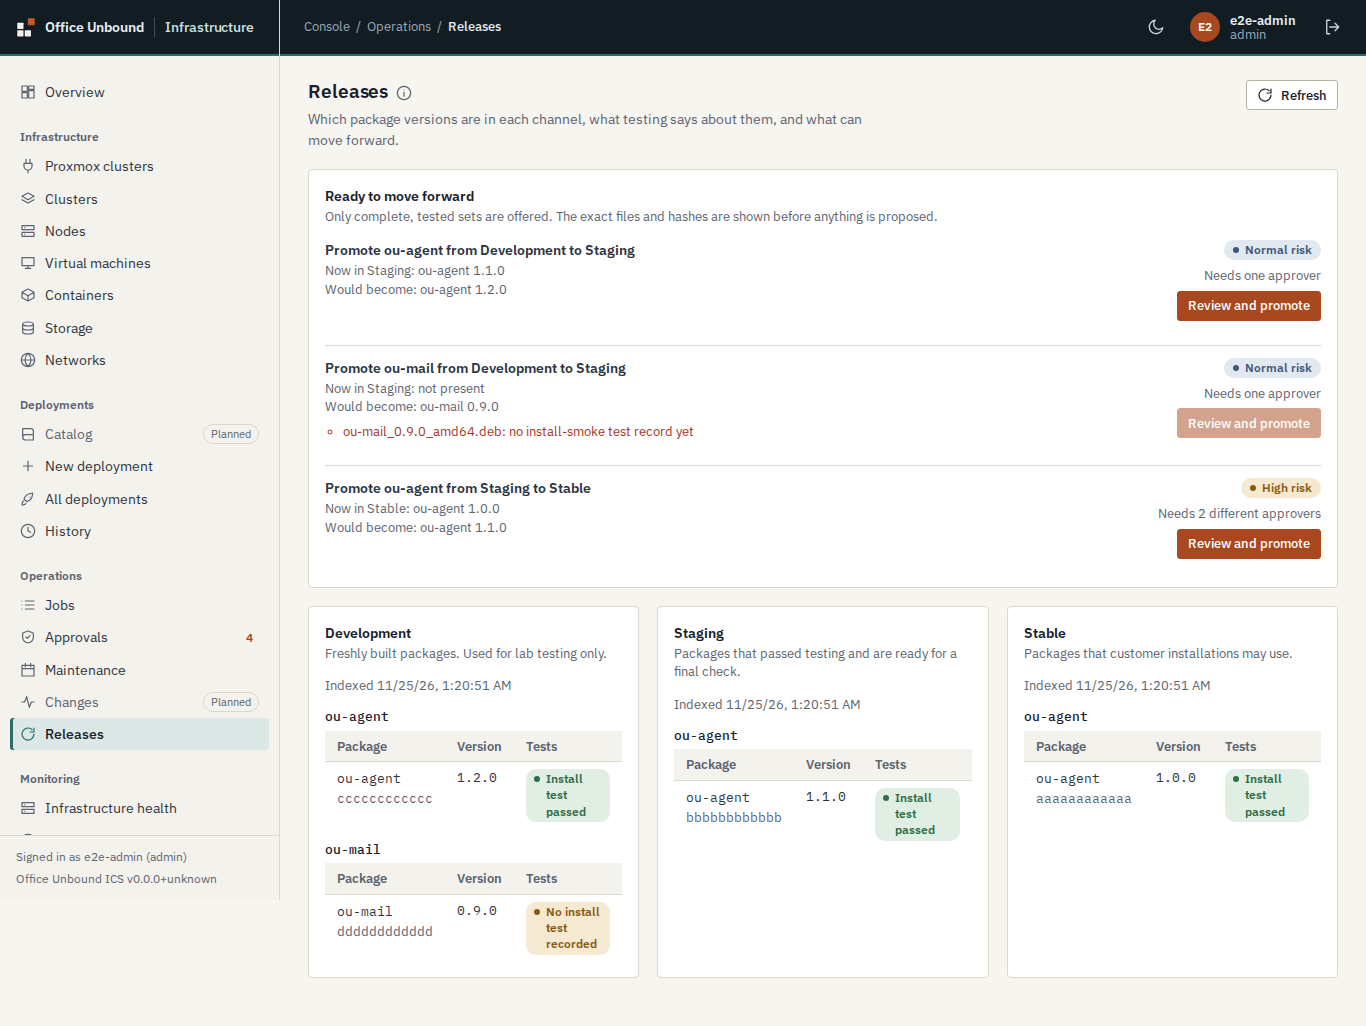 Office Unbound
Infrastructure
Console / Operations / Releases
E2
e2e-admin
admin
Overview
Infrastructure
Proxmox clusters
Clusters
Nodes
Virtual machines
Containers
Storage
Networks
Deployments
Catalog
Planned
New deployment
All deployments
History
Operations
Jobs
Approvals
4
Maintenance
Changes
Planned
Releases
Monitoring
Infrastructure health
Signed in as e2e-admin (admin)
Office Unbound ICS v0.0.0+unknown
Releases
Refresh
Which package versions are in each channel, what testing says about them, and what can
move forward.
Ready to move forward
Only complete, tested sets are offered. The exact files and hashes are shown before anything is proposed.
Promote ou-agent from Development to Staging
Now in Staging: ou-agent 1.1.0
Would become: ou-agent 1.2.0
Normal risk
Needs one approver
Review and promote
Promote ou-mail from Development to Staging
Now in Staging: not present
Would become: ou-mail 0.9.0
ou-mail_0.9.0_amd64.deb: no install-smoke test record yet
Normal risk
Needs one approver
Review and promote
Promote ou-agent from Staging to Stable
Now in Stable: ou-agent 1.0.0
Would become: ou-agent 1.1.0
High risk
Needs 2 different approvers
Review and promote
Development
Freshly built packages. Used for lab testing only.
Indexed 11/25/26, 1:20:51 AM
ou-agent
Package Version Tests
ou-agent 1.2.0 Install
cccccccccccc test
passed
ou-mail
Package Version Tests
ou-mail 0.9.0 No install
dddddddddddd test
recorded
Staging
Packages that passed testing and are ready for a
final check.
Indexed 11/25/26, 1:20:51 AM
ou-agent
Package Version Tests
ou-agent 1.1.0 Install
bbbbbbbbbbbb test
passed
Stable
Packages that customer installations may use.
Indexed 11/25/26, 1:20:51 AM
ou-agent
Package Version Tests
ou-agent 1.0.0 Install
aaaaaaaaaaaa test
passed